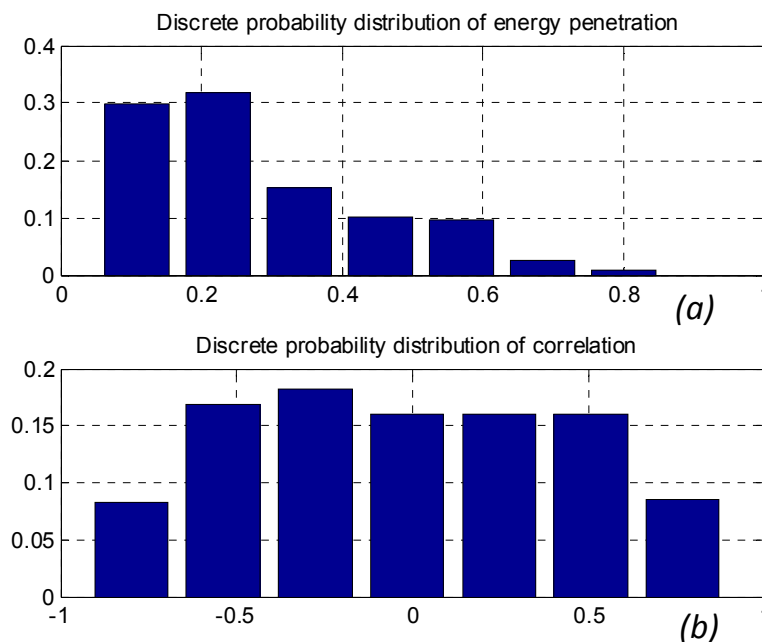 Discrete probability distribution of energy penetration
0.4
0.3
0.2
0.1
0
0 0.2 0.4 0.6 0.8 1
(a)
Discrete probability distribution of correlation
0.2
0.15
0.1
0.05
0
-1 -0.5 0 0.5
(b)